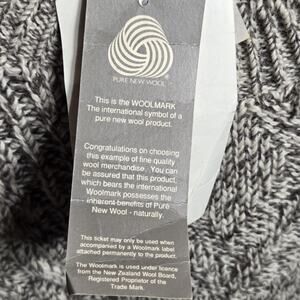 PURE NEW WOOL
This is the WOOLMARK
The international symbol of a
pure new wool product.
Congratulations on choosing
this example of fine quality
wool merchandise. You can
be assured that this product,
which bears the international
Woolmark possesses the
inherent benefits of Pure
New Wool - naturally.
This ticket may only be used when
accompanied by a Woolmark label
attached permanently to the product.
The Woolmark is used under licence
from the New Zealand Wool Board,
Registered Proprietor of the
Trade Mark.